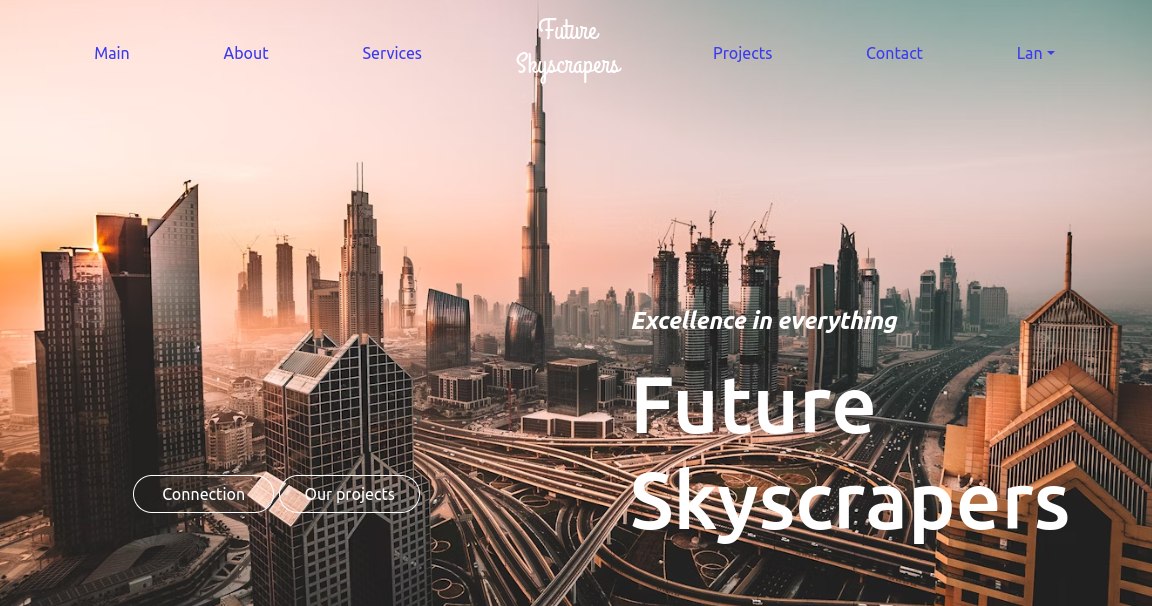 Main
About
Services
Future
Skyscrapers
Projects
Contact
Lan
Excellence in everything
Future
Skyscrapers
Connection
Our projects